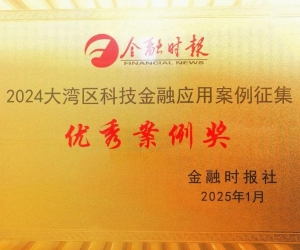 金融时报
FINANCIAL NEWS
2024大湾区科技金融应用案例征集
优秀案例奖
金融时报社
2025年1月